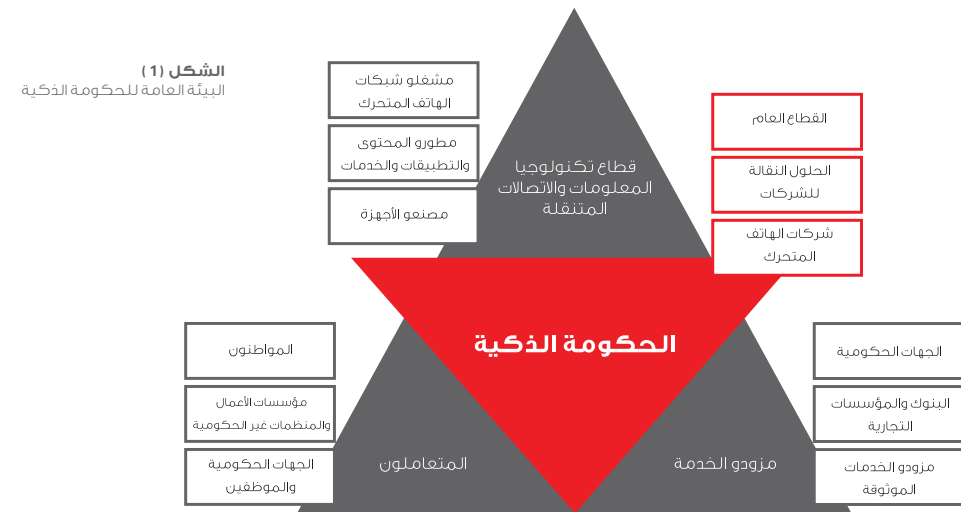 الشكل (1)
البيئة العامة للحكومة الذكية
مشغلو شبكات
الهاتف المتحرك
مطورو المحتوى
والتطبيقات والخدمات
مصنعو الأجهزة
قطاع تكنولوجيا
المعلومات والاتصالات
المتنقلة
القطاع العام
الحلول النقالة
للشركات
شركات الهاتف
المتحرك
الحكومة الذكية
الجهات الحكومية
البنوك والمؤسسات
التجارية
مزودو الخدمات
الموثوقة
مزودو الخدمة
المتعاملون
المواطنون
مؤسسات الأعمال
والمنظمات غير الحكومية
الجهات الحكومية
والموظفين